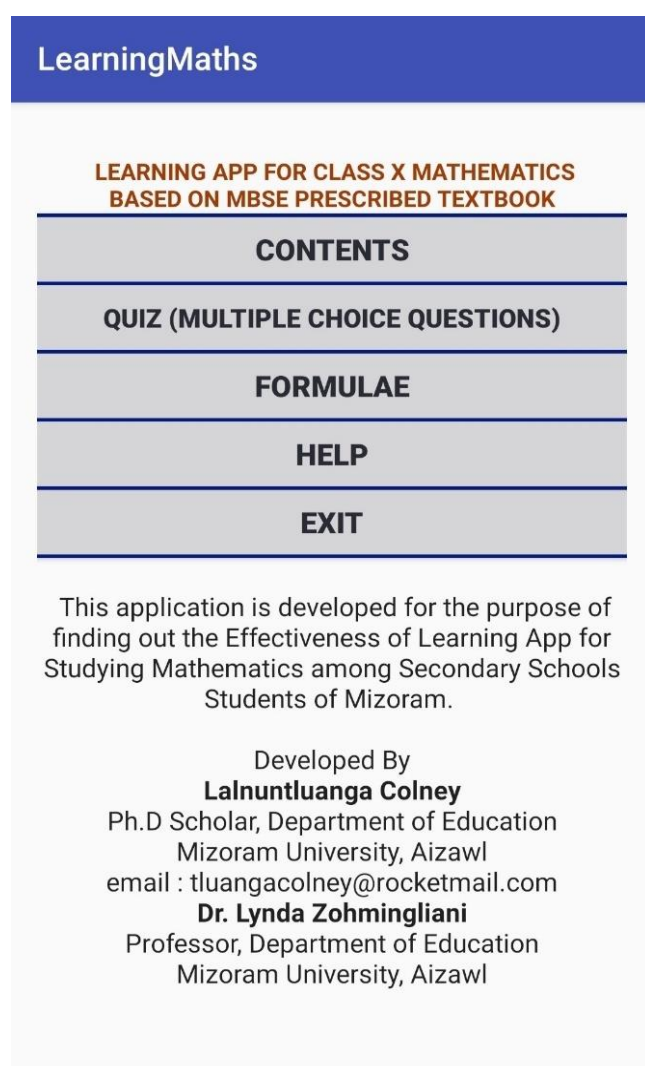 LearningMaths
LEARNING APP FOR CLASS X MATHEMATICS
BASED ON MBSE PRESCRIBED TEXTBOOK
CONTENTS
QUIZ (MULTIPLE CHOICE QUESTIONS)
FORMULAE
HELP
EXIT
This application is developed for the purpose of
finding out the Effectiveness of Learning App for
Studying Mathematics among Secondary Schools
Students of Mizoram.
Developed By
Lalnuntluanga Colney
Ph.D Scholar, Department of Education
Mizoram University, Aizawl
email : tluangacolney@rocketmail.com
Dr. Lynda Zohmingliani
Professor, Department of Education
Mizoram University, Aizawl